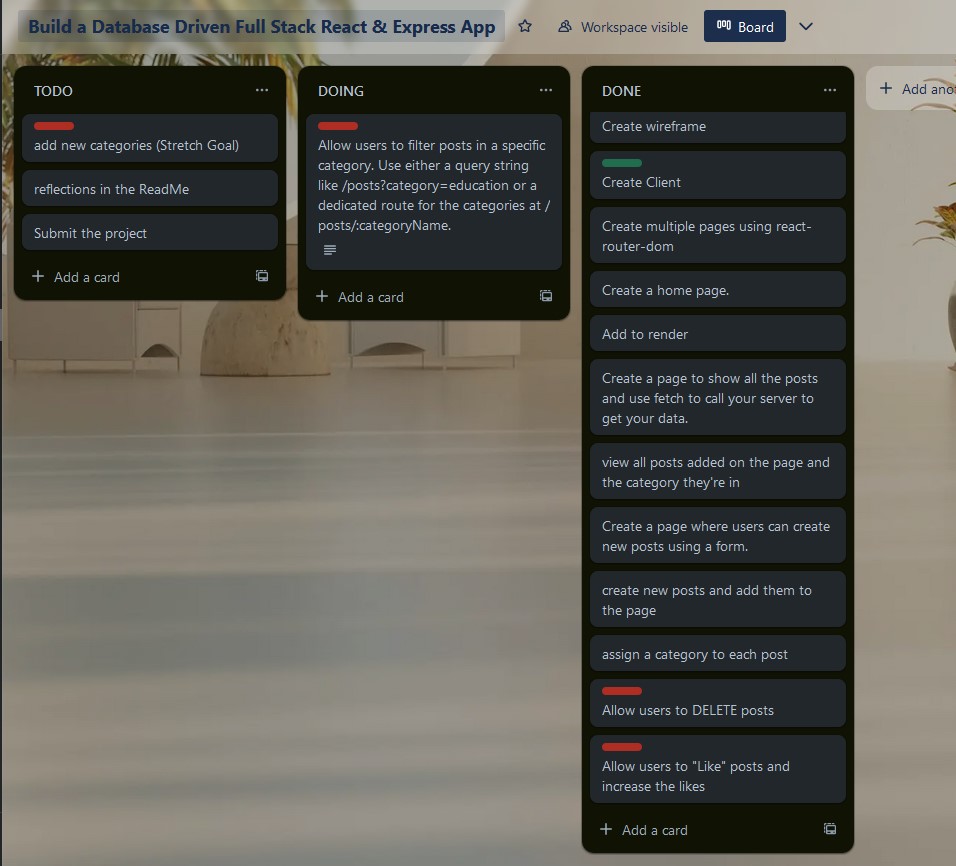 Build a Database Driven Full Stack React & Express App
Workspace visible
Board
TODO
add new categories (Stretch Goal)
reflections in the ReadMe
Submit the project
Add a card
DOING
Allow users to filter posts in a specific
category. Use either a query string
like /posts?category=education or a
dedicated route for the categories at /
posts/:categoryName.
Add a card
DONE
Create wireframe
Create Client
Create multiple pages using react-
router-dom
Create a home page.
Add to render
Create a page to show all the posts
and use fetch to call your server to
get your data.
view all posts added on the page and
the category they're in
Create a page where users can create
new posts using a form.
create new posts and add them to
the page
assign a category to each post
Allow users to DELETE posts
Allow users to "Like" posts and
increase the likes
Add a card
Add